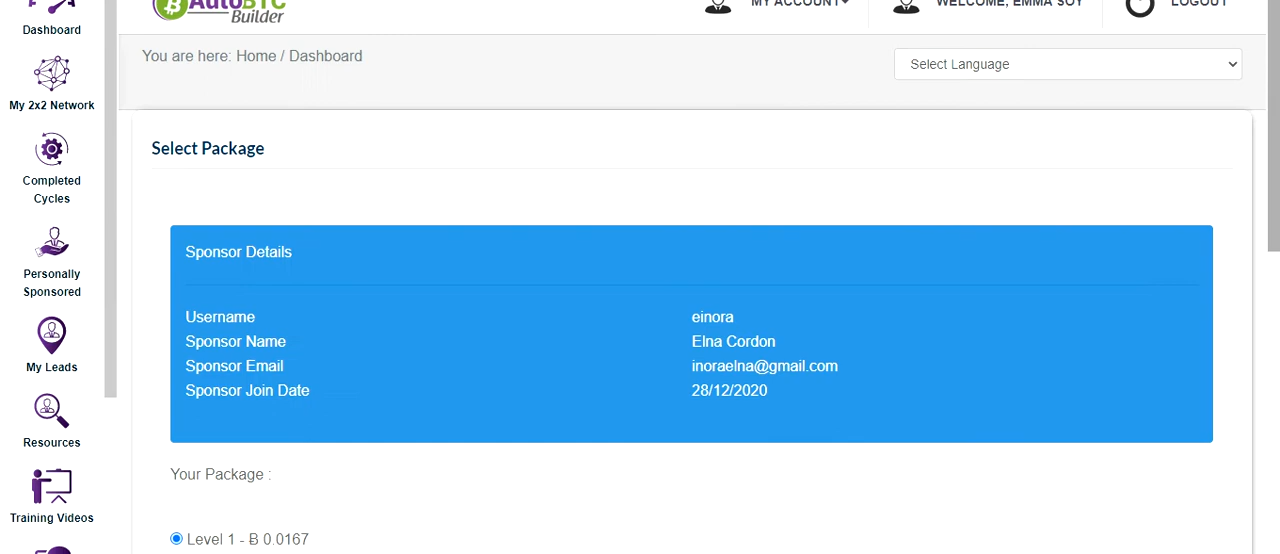 AutoBTC
Builder
MY ACCOUNT
WELCOME, EMMA SOY
LOGOUT
You are here: Home / Dashboard
Select Language
Dashboard
My 2x2 Network
Completed
Cycles
Personally
Sponsored
My Leads
Resources
Training Videos
Select Package
Sponsor Details
Username einora
Sponsor Name Elna Cordon
Sponsor Email inoraelna@gmail.com
Sponsor Join Date 28/12/2020
Your Package :
Level 1 - Ƀ 0.0167